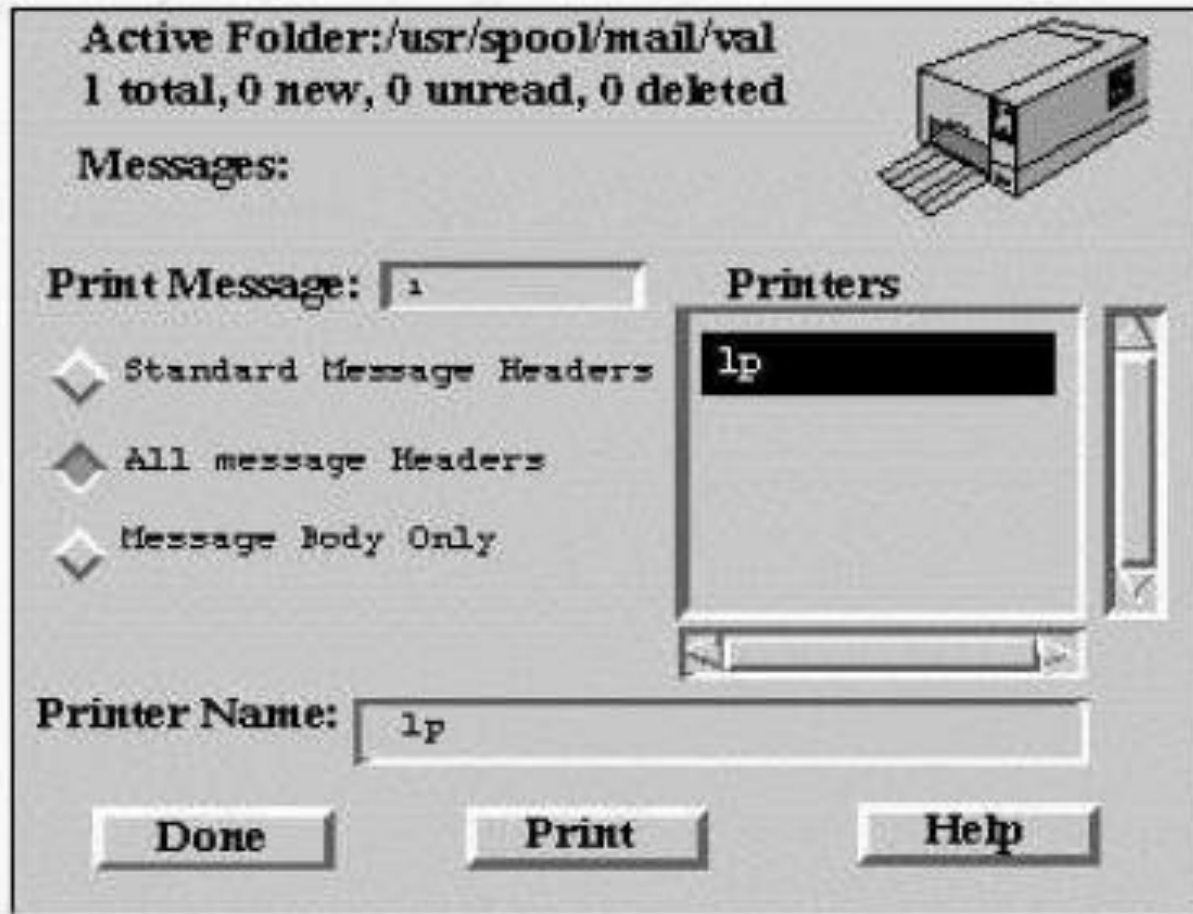 Active Folder:/usr/spool/mail/val
1 total, 0 new, 0 unread, 0 deleted
Messages:
Print Message: 1
Standard Message Headers
All message Headers
Message Body Only
Printers
lp
Printer Name: lp
Done
Print
Help